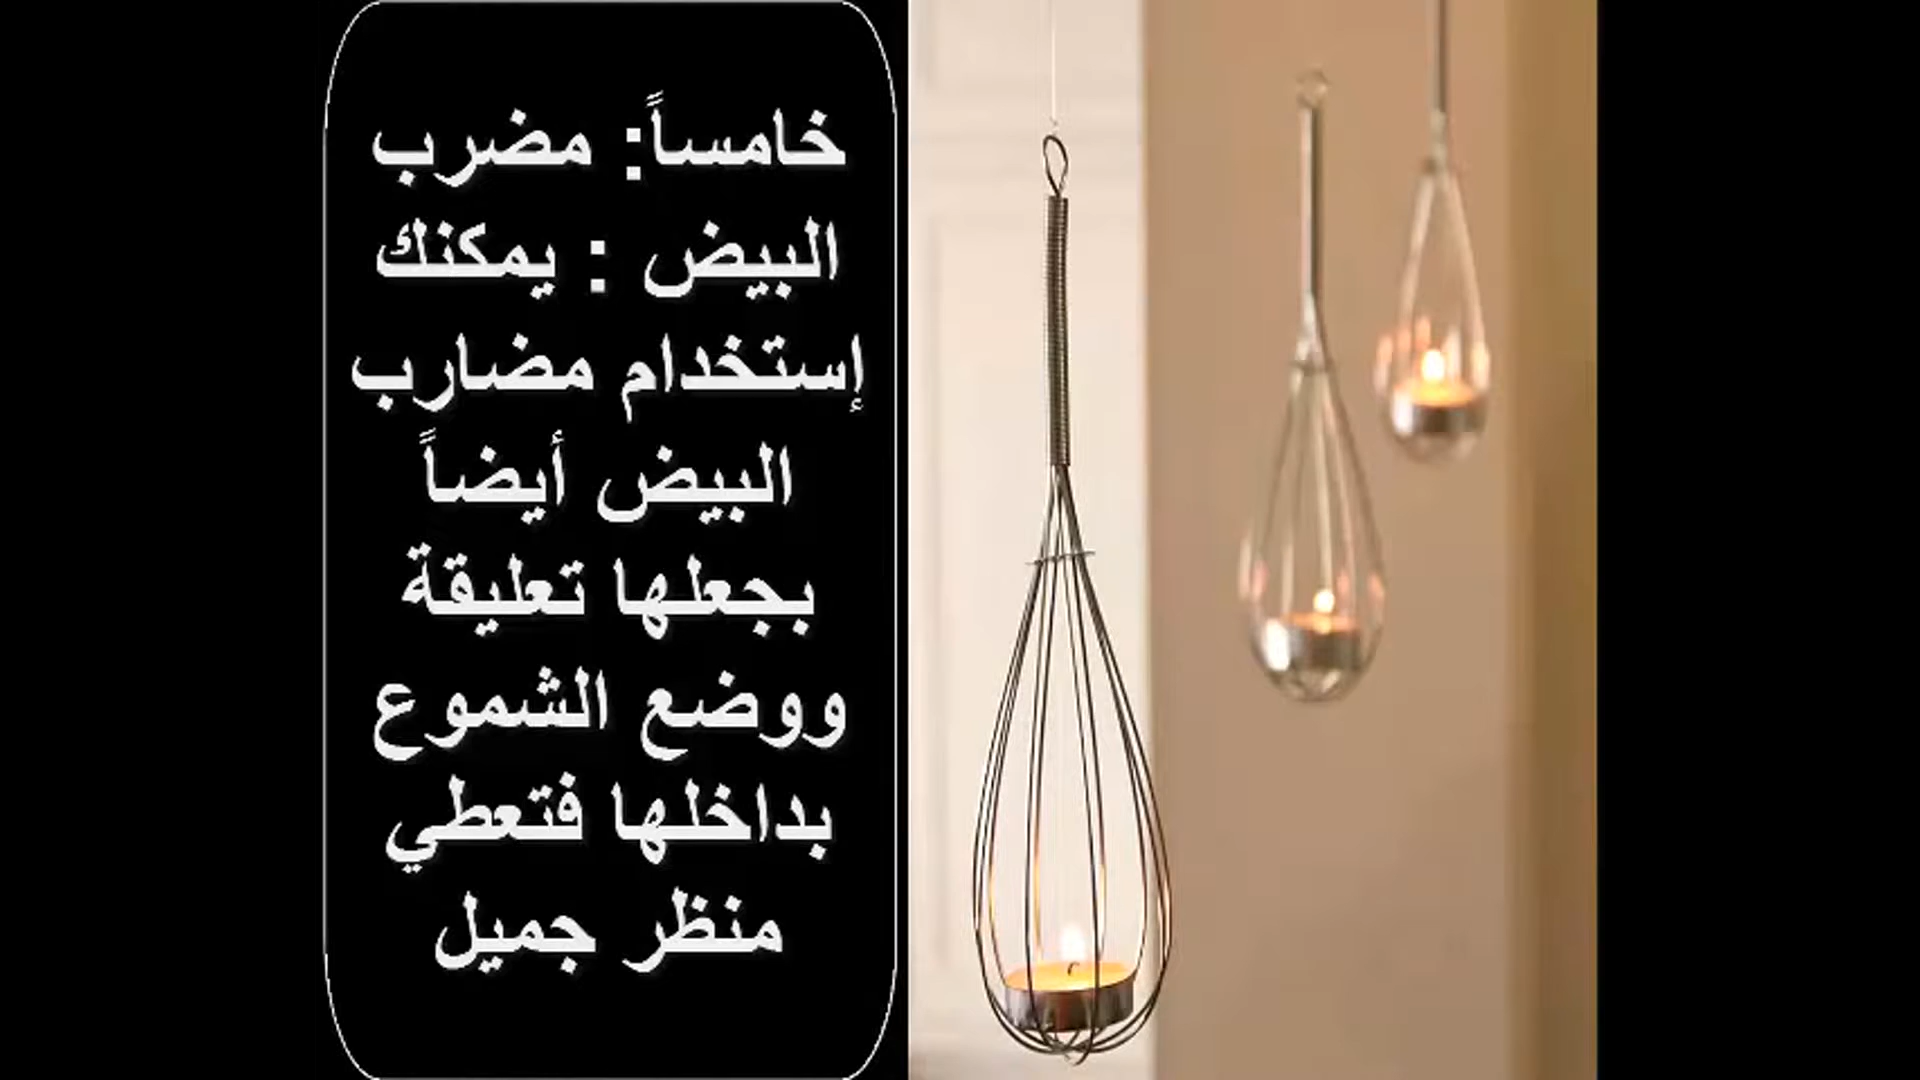 خامساً: مضرب
البيض : يمكنك
إستخدام مضارب
البيض أيضاً
بجعلها تعليقة
ووضع الشموع
بداخلها فتعطي
منظر جميل